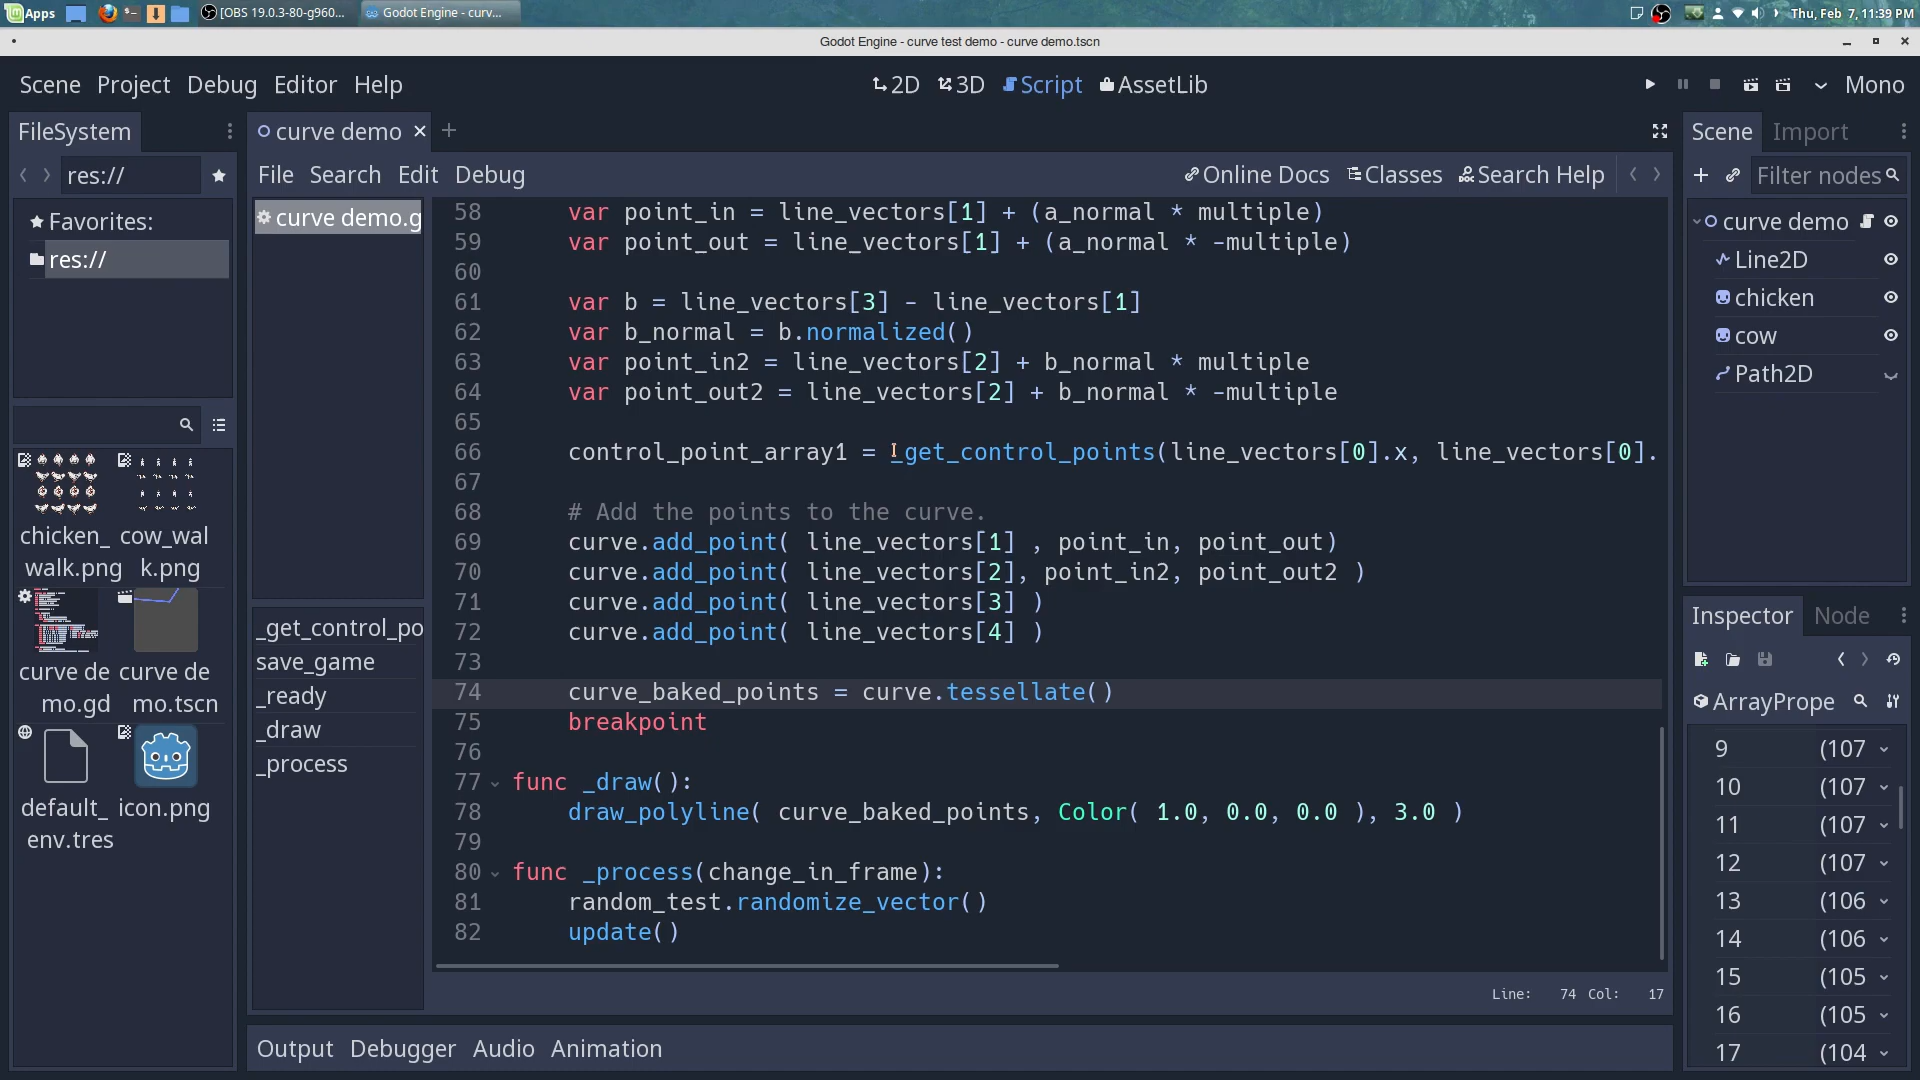 Apps
[OBS 19.0.3-80-g960...
Godot Engine - curv...
Thu, Feb 7, 11:39 PM
Godot Engine - curve test demo - curve demo.tscn
Scene Project Debug Editor Help
2D 3D Script AssetLib
Mono
FileSystem
curve demo
Scene Import
res://
File Search Edit Debug
Online Docs Classes Search Help
Filter nodes
Favorites:
res://
curve demo.g
58 var point_in = line_vectors[1] + (a_normal * multiple)
59 var point_out = line_vectors[1] + (a_normal * -multiple)
60
61 var b = line_vectors[3] - line_vectors[1]
62 var b_normal = b.normalized()
63 var point_in2 = line_vectors[2] + b_normal * multiple
64 var point_out2 = line_vectors[2] + b_normal * -multiple
65
66 control_point_array1 = _get_control_points(line_vectors[0].x, line_vectors[0].
67
68 # Add the points to the curve.
69 curve.add_point( line_vectors[1] , point_in, point_out)
70 curve.add_point( line_vectors[2], point_in2, point_out2 )
71 curve.add_point( line_vectors[3] )
72 curve.add_point( line_vectors[4] )
73
74 curve_baked_points = curve.tessellate()
75 breakpoint
76
77 func _draw():
78 draw_polyline( curve_baked_points, Color( 1.0, 0.0, 0.0 ), 3.0 )
79
80 func _process(change_in_frame):
81 random_test.randomize_vector()
82 update()
Line: 74 Col: 17
_get_control_po
save_game
_ready
_draw
_process
chicken_
walk.png
cow_wal
k.png
curve de
mo.gd
curve de
mo.tscn
default_
env.tres
icon.png
curve demo
Line2D
chicken
cow
Path2D
Inspector Node
ArrayPrope
9 (107
10 (107
11 (107
12 (107
13 (106
14 (106
15 (105
16 (105
17 (104
Output Debugger Audio Animation